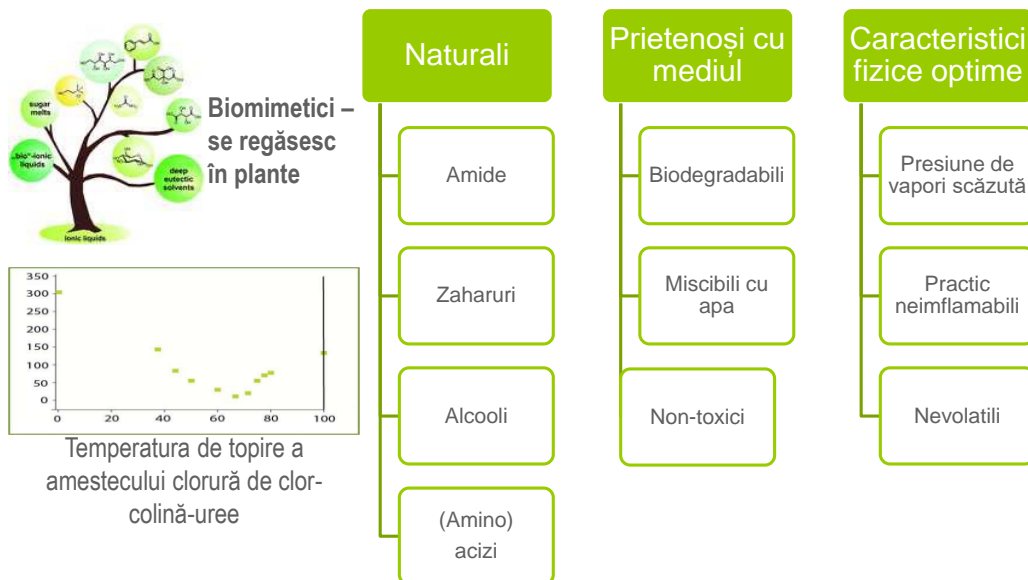 sugar
melts
„bio"-ionic
liquids
deep
eutectic
solvents
ionic liquids
Biomimetici –
se regăsesc
în plante
350
300
250
200
150
100
50
0
0 20 40 60 80 100
Temperatura de topire a
amestecului clorură de clor-
colină-uree
Naturali
Amide
Zaharuri
Alcooli
(Amino)
acizi
Prietenoși cu
mediul
Biodegradabili
Miscibili cu
apa
Non-toxici
Caracteristici
fizice optime
Presiune de
vapori scăzută
Practic
neimflamabili
Nevolatili